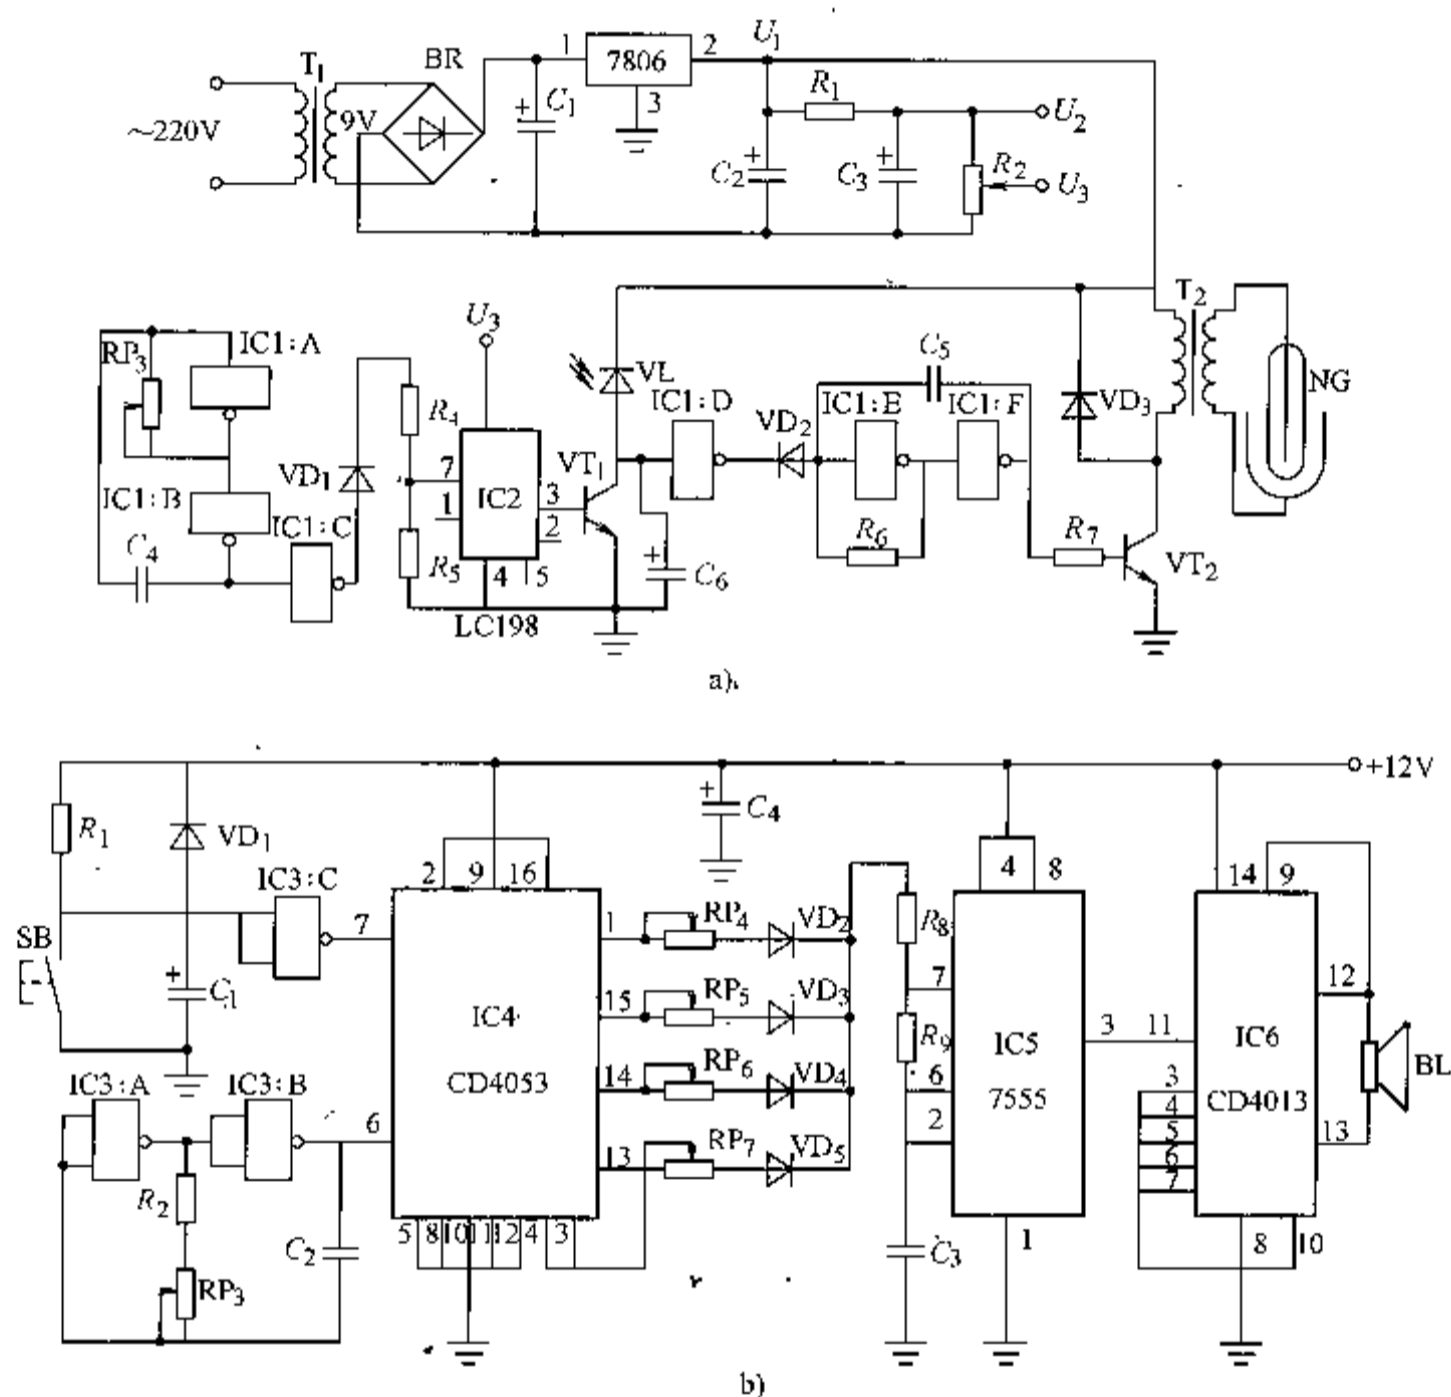 T1 BR 1 7806 2 U1
~220V 9V C1 3 R1 U2
C2 C3 R2 U3
U3 T2
RP3 IC1:A VL C5 NG
R4 IC1:D VD2 IC1:E IC1:F VD3
IC1:B VD1 7 VT1
IC1:C 1 IC2 3 2
C4 R5 4 5 C6 R6 R7 VT2
LC198
a)
+12V
R1 VD1 C4
IC3:C 2 9 16 4 8 14 9
SB 7 1 RP4 VD2 R8
C1 IC4 15 RP5 VD3 7 12
R9 IC5 3 11 IC6 BL
IC3:A IC3:B CD4053 14 RP6 VD4 6 7555 3 CD4013
6 2 4
13 RP7 VD5 5 13
R2 6
7
C2 5 8 10 11 12 4 3 C3 1 8 10
RP3
b)